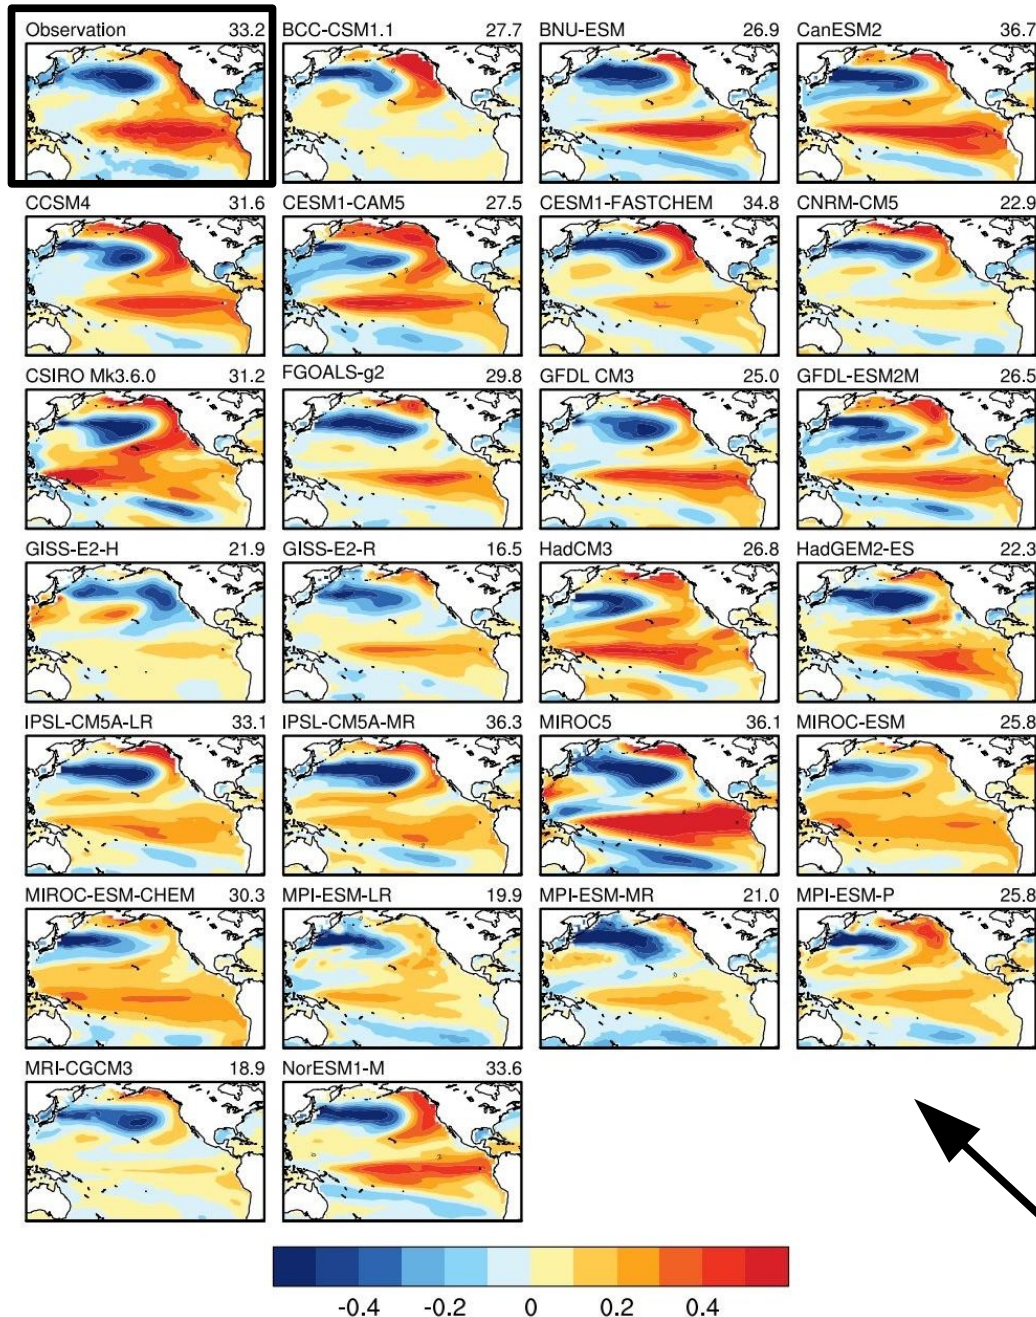 Observation 33.2 BCC-CSM1.1 27.7 BNU-ESM 26.9 CanESM2 36.7
CCSM4 31.6 CESM1-CAM5 27.5 CESM1-FASTCHEM 34.8 CNRM-CM5 22.9
CSIRO Mk3.6.0 31.2 FGOALS-g2 29.8 GFDL CM3 25.0 GFDL-ESM2M 26.5
GISS-E2-H 21.9 GISS-E2-R 16.5 HadCM3 26.8 HadGEM2-ES 22.3
IPSL-CM5A-LR 33.1 IPSL-CM5A-MR 36.3 MIROC5 36.1 MIROC-ESM 25.8
MIROC-ESM-CHEM 30.3 MPI-ESM-LR 19.9 MPI-ESM-MR 21.0 MPI-ESM-P 25.8
MRI-CGCM3 18.9 NorESM1-M 33.6
-0.4 -0.2 0 0.2 0.4